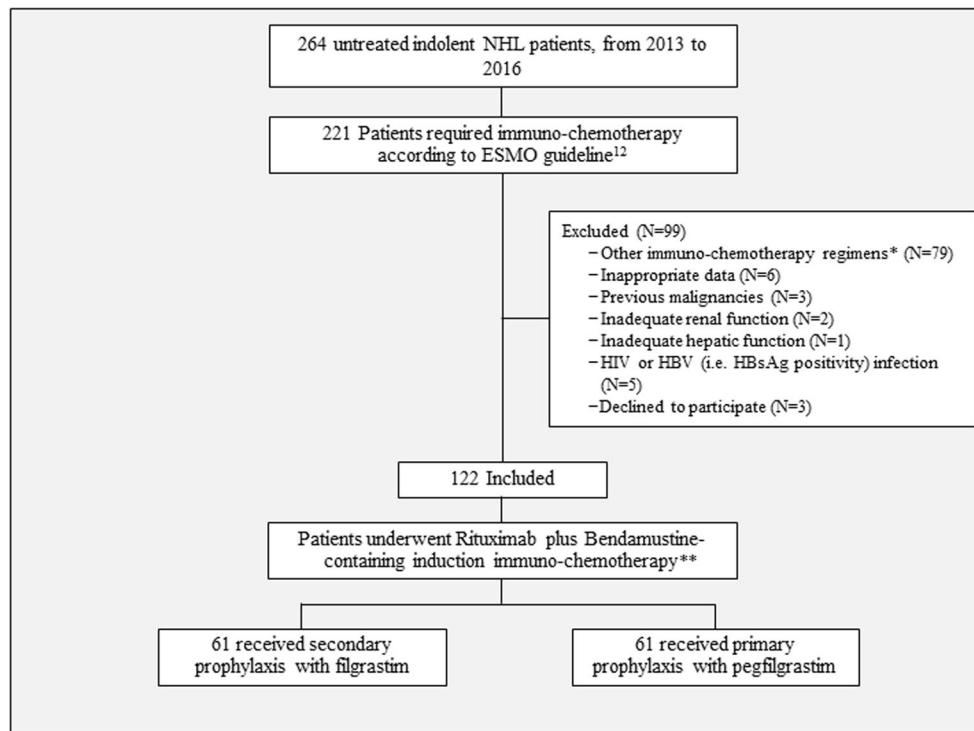 264 untreated indolent NHL patients, from 2013 to
2016
221 Patients required immuno-chemotherapy
according to ESMO guideline¹²
Excluded (N=99)
−Other immuno-chemotherapy regimens* (N=79)
−Inappropriate data (N=6)
−Previous malignancies (N=3)
−Inadequate renal function (N=2)
−Inadequate hepatic function (N=1)
−HIV or HBV (i.e. HBsAg positivity) infection
(N=5)
−Declined to participate (N=3)
122 Included
Patients underwent Rituximab plus Bendamustine-
containing induction immuno-chemotherapy**
61 received secondary
prophylaxis with filgrastim
61 received primary
prophylaxis with pegfilgrastim